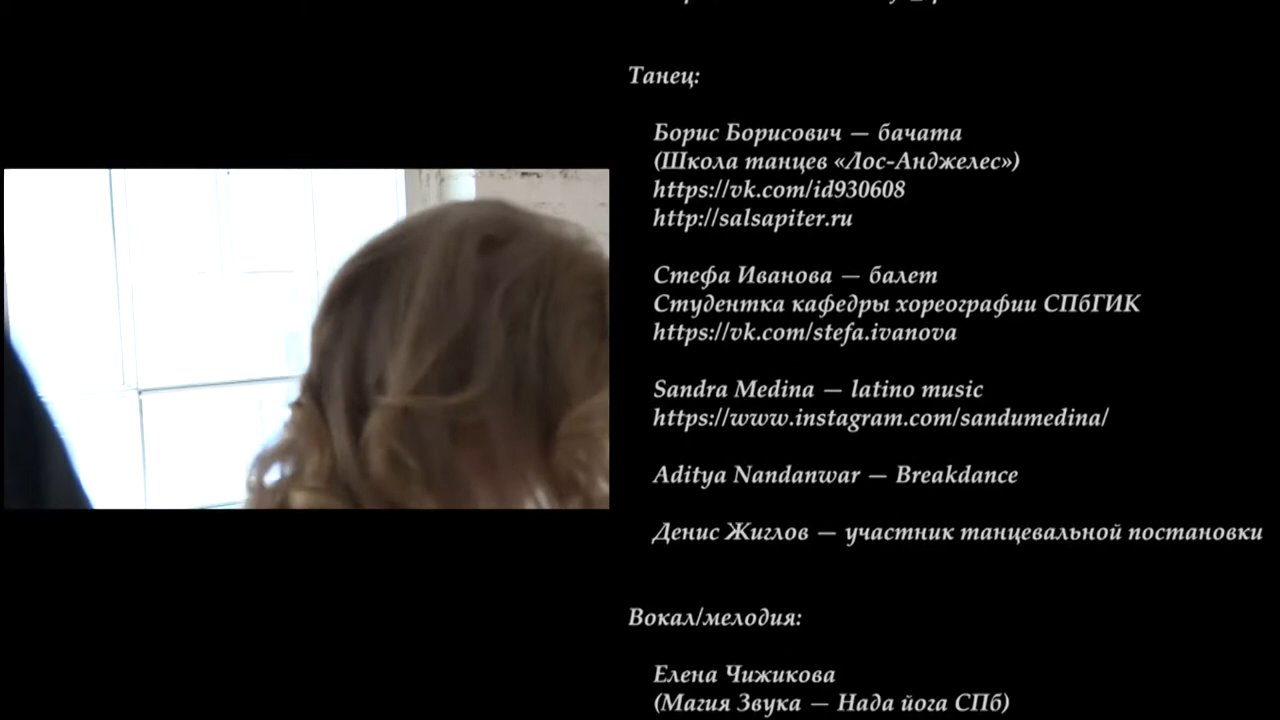 Танец:
Борис Борисович — бачата
(Школа танцев «Лос-Анджелес»)
https://vk.com/id930608
http://salsapiter.ru
Стефа Иванова — балет
Студентка кафедры хореографии СПбГИК
https://vk.com/stefa.ivanova
Sandra Medina — latino music
https://www.instagram.com/sandumedina/
Aditya Nandanwar — Breakdance
Денис Жиглов — участник танцевальной постановки
Вокал/мелодия:
Елена Чижикова
(Магия Звука — Нада йога СПб)